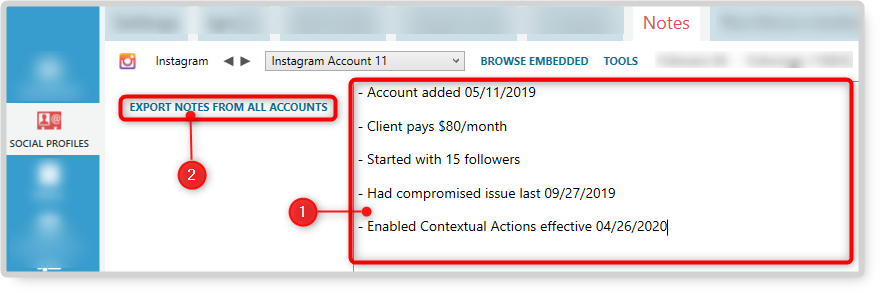 Notes
Instagram Instagram Account 11 BROWSE EMBEDDED TOOLS
EXPORT NOTES FROM ALL ACCOUNTS
- Account added 05/11/2019
- Client pays $80/month
SOCIAL PROFILES
- Started with 15 followers
2
- Had compromised issue last 09/27/2019
1
- Enabled Contextual Actions effective 04/26/2020